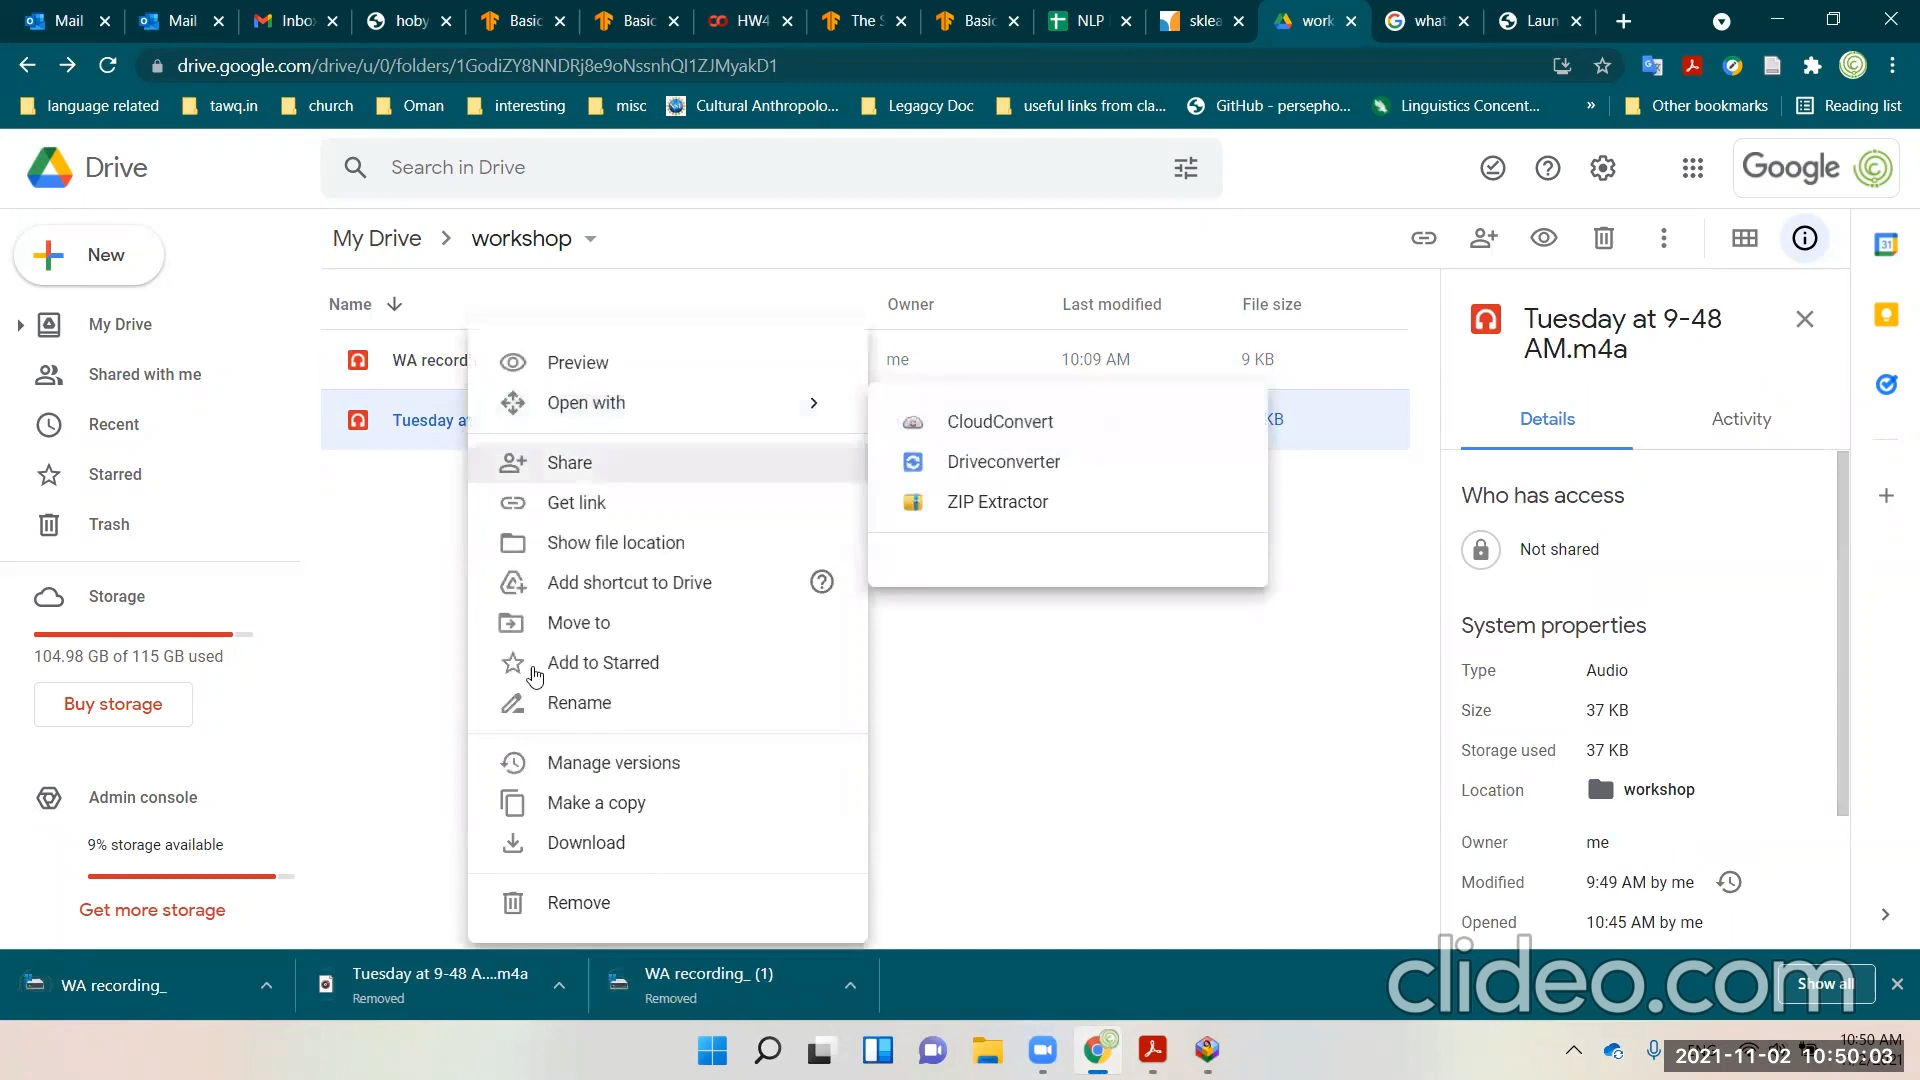 Mail
Mail
Inbo
hoby
Basic
Basic
HW4
The S
Basic
NLP
sklea
work
what
Laun
drive.google.com/drive/u/0/folders/1GodiZY8NNDRj8e9oNssnhQI1ZJMyakD1
language related
tawq.in
church
Oman
interesting
misc
Cultural Anthropolo...
Legagcy Doc
useful links from cla...
GitHub - persepho...
Linguistics Concent...
»
Other bookmarks
Reading list
Drive
Search in Drive
Google
New
My Drive
workshop
Name
Owner
Last modified
File size
WA record
me
10:09 AM
9 KB
Tuesday a
KB
My Drive
Shared with me
Recent
Starred
Trash
Storage
104.98 GB of 115 GB used
Buy storage
Admin console
9% storage available
Get more storage
Preview
Open with
Share
Get link
Show file location
Add shortcut to Drive
Move to
Add to Starred
Rename
Manage versions
Make a copy
Download
Remove
CloudConvert
Driveconverter
ZIP Extractor
Tuesday at 9-48
AM.m4a
Details
Activity
Who has access
Not shared
System properties
Type Audio
Size 37 KB
Storage used 37 KB
Location workshop
Owner me
Modified 9:49 AM by me
Opened 10:45 AM by me
31
WA recording_
Tuesday at 9-48 A....m4a
Removed
WA recording_ (1)
Removed
Show all
clideo.com
10:50 AM
2021-11-02 10:50:03